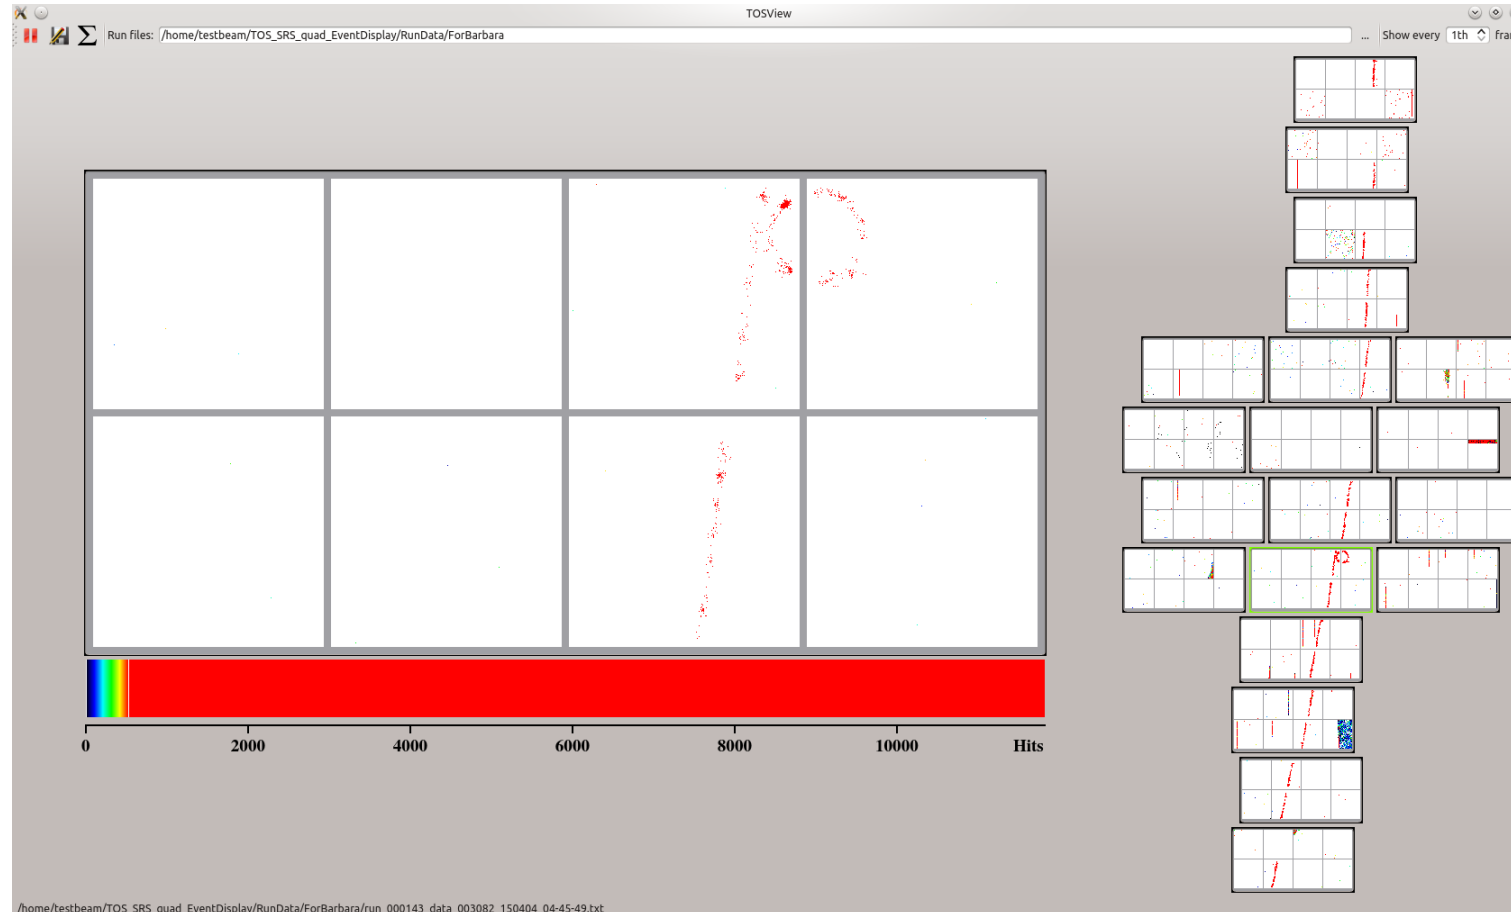 TOSView
Run files: /home/testbeam/TOS_SRS_quad_EventDisplay/RunData/ForBarbara ... Show every 1th fra
0 2000 4000 6000 8000 10000 Hits
/home/testbeam/TOS_SRS_quad_EventDisplay/RunData/ForBarbara/run_000143_data_003082_150404_04-45-49.txt